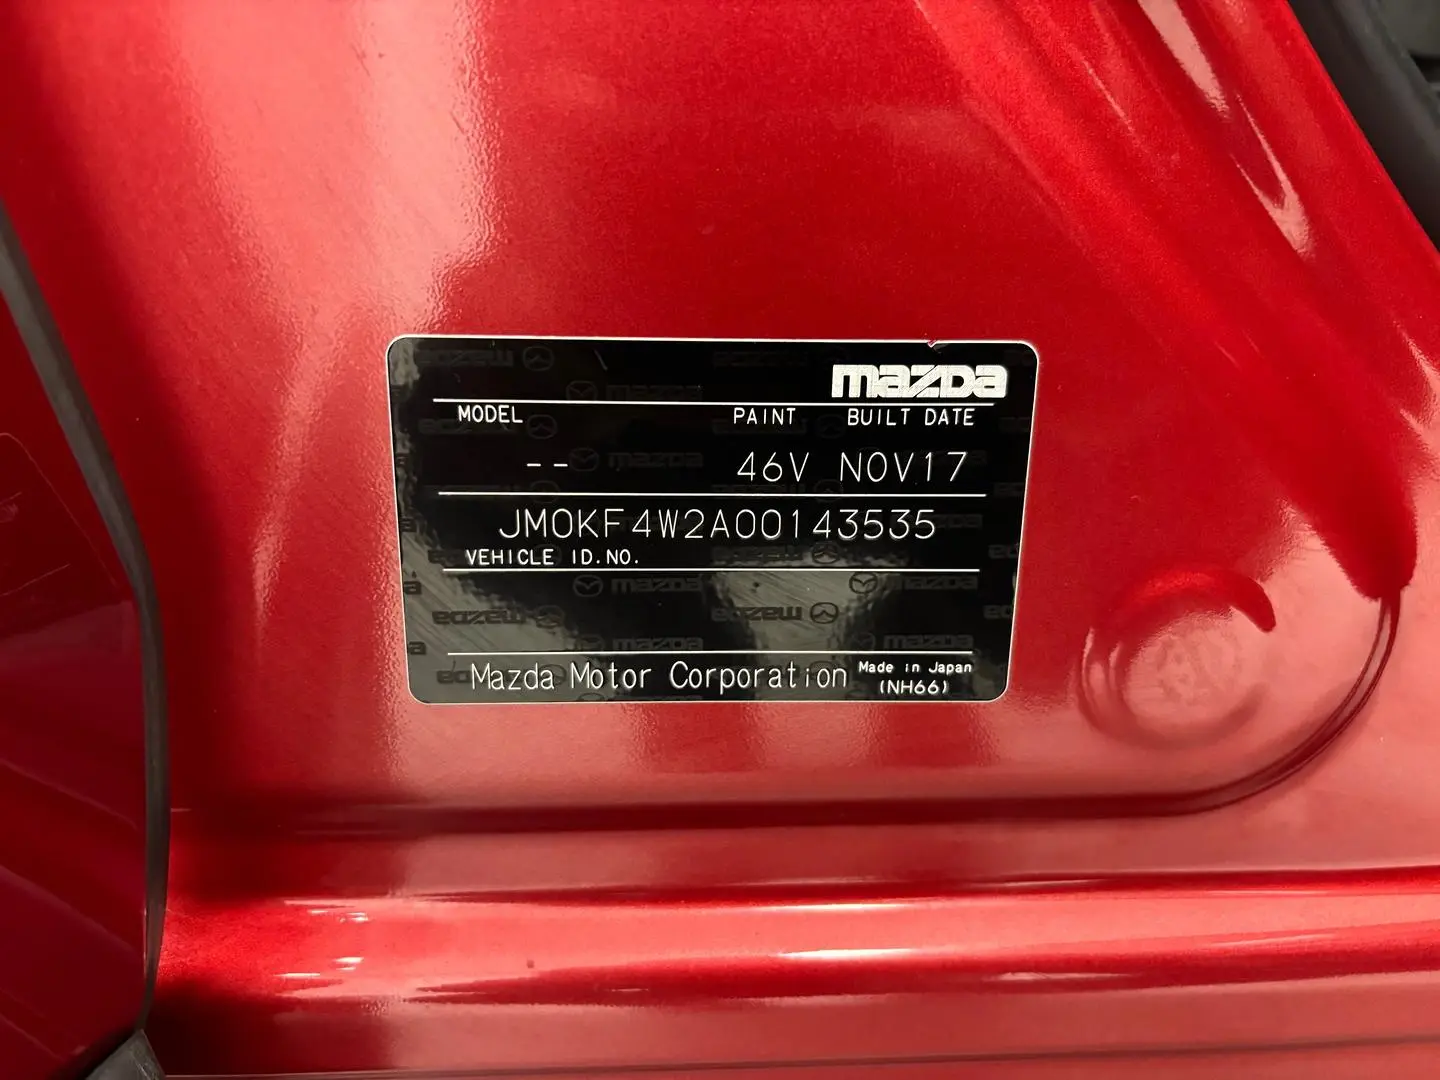 mazda
MODEL PAINT BUILT DATE
-- 46V NOV17
JM0KF4W2A00143535
VEHICLE ID.NO.
Mazda Motor Corporation Made in Japan
(NH66)